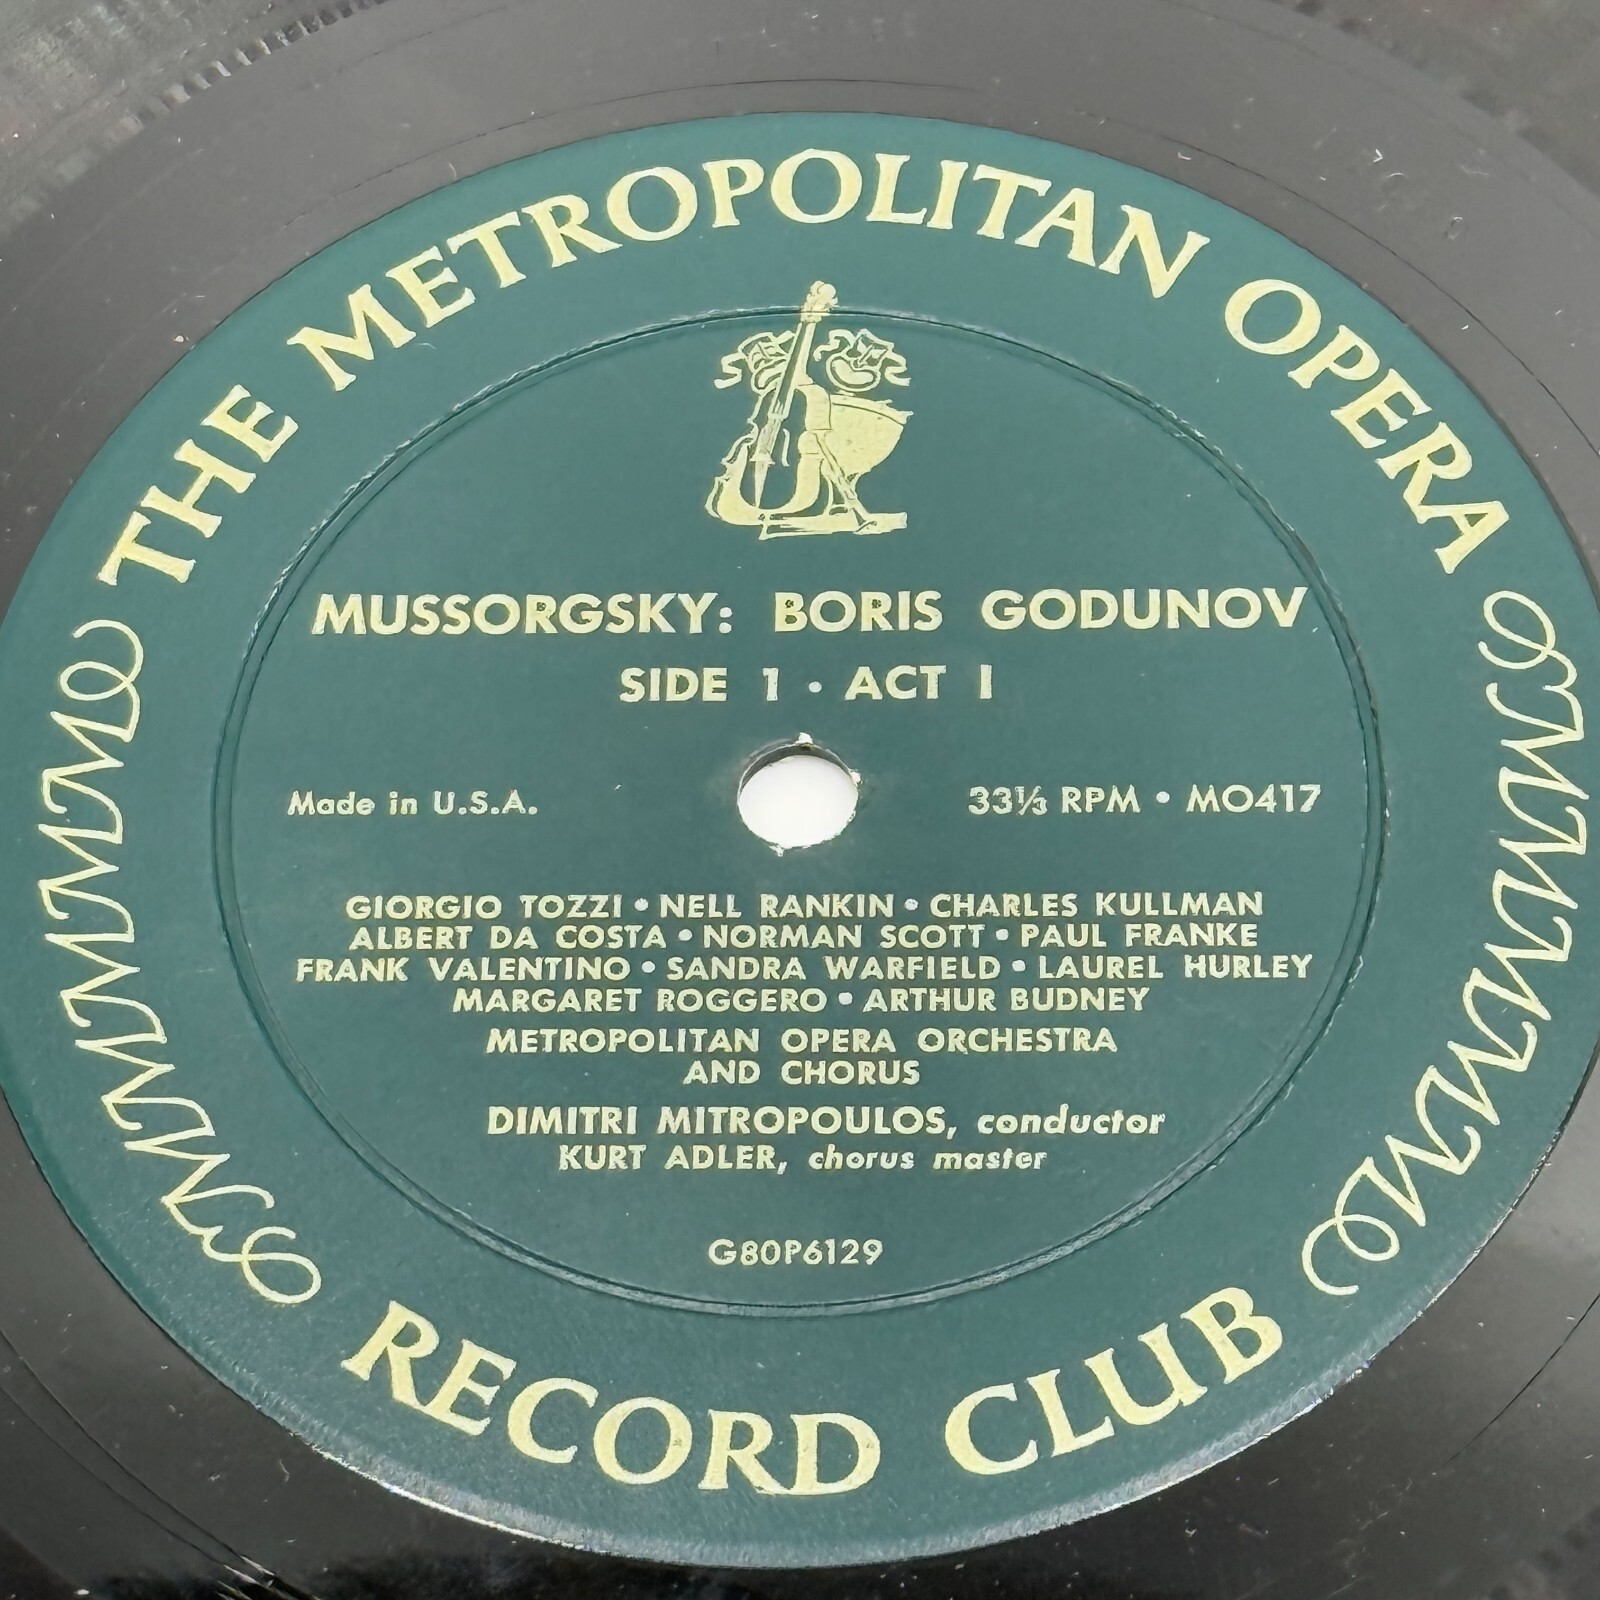 THE METROPOLITAN OPERA
MUSSORGSKY: BORIS GODUNOV
SIDE 1 • ACT I
Made in U.S.A.
33⅓ RPM • MO417
GIORGIO TOZZI • NELL RANKIN • CHARLES KULLMAN
ALBERT DA COSTA • NORMAN SCOTT • PAUL FRANKE
FRANK VALENTINO • SANDRA WARFIELD • LAUREL HURLEY
MARGARET ROGGERO • ARTHUR BUDNEY
METROPOLITAN OPERA ORCHESTRA
AND CHORUS
DIMITRI MITROPOULOS, conductor
KURT ADLER, chorus master
G80P6129
RECORD CLUB